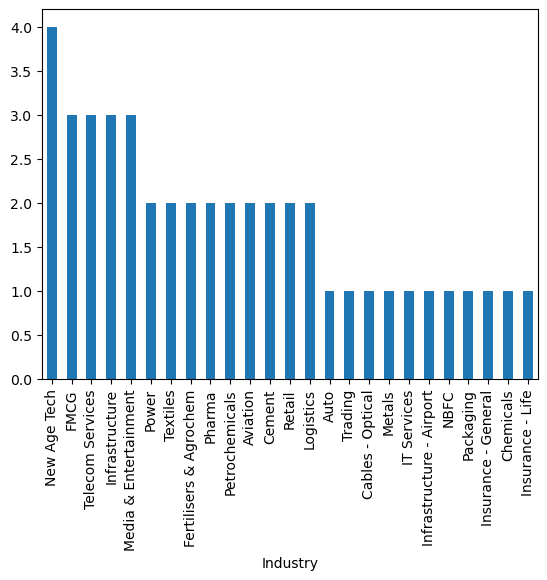 4.0
3.5
3.0
2.5
2.0
1.5
1.0
0.5
0.0
New Age Tech
FMCG
Telecom Services
Infrastructure
Media & Entertainment
Power
Textiles
Fertilisers & Agrochem
Pharma
Petrochemicals
Aviation
Cement
Retail
Logistics
Auto
Trading
Cables - Optical
Metals
IT Services
Infrastructure - Airport
NBFC
Packaging
Insurance - General
Chemicals
Insurance - Life
Industry